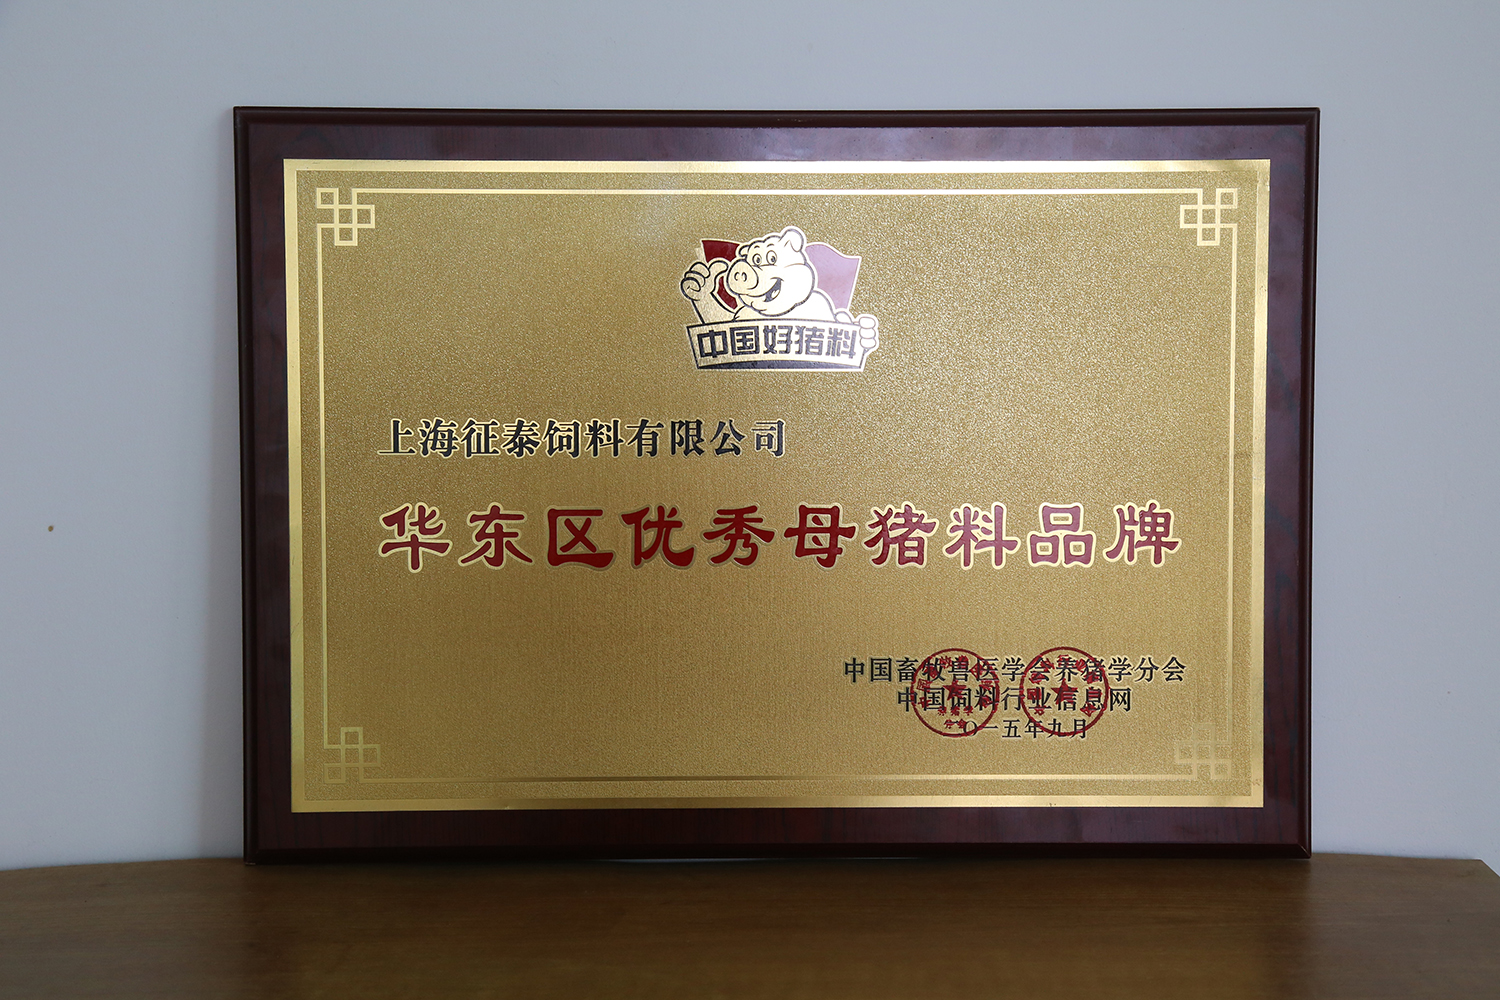 中国好猪料
上海征泰饲料有限公司
华东区优秀母猪料品牌
中国畜牧兽医学会养猪学分会
中国饲料行业信息网
二〇一五年九月